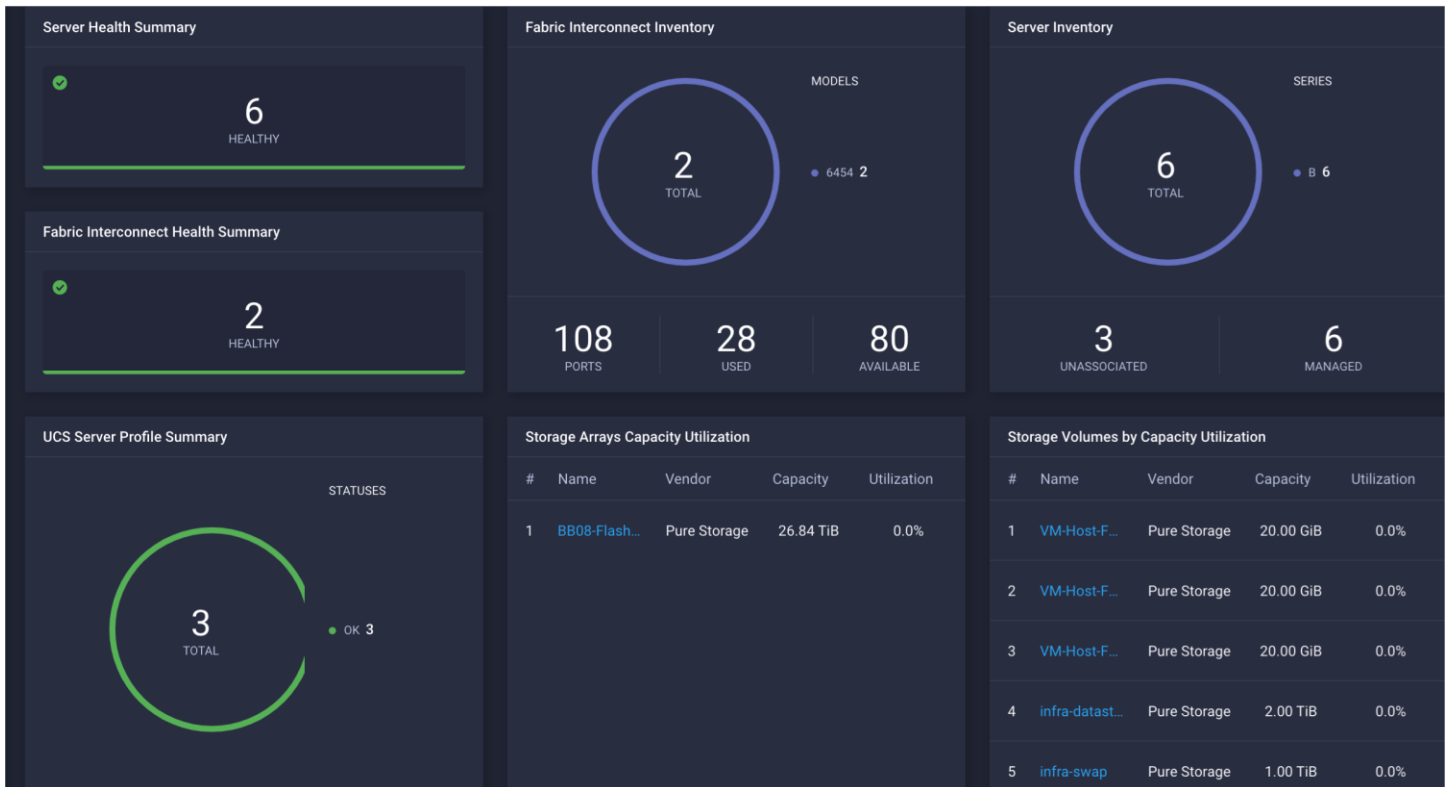 Server Health Summary
6
HEALTHY
Fabric Interconnect Health Summary
2
HEALTHY
Fabric Interconnect Inventory
MODELS
2
TOTAL
6454 2
108
PORTS
28
USED
80
AVAILABLE
Server Inventory
SERIES
6
TOTAL
B 6
3
UNASSOCIATED
6
MANAGED
UCS Server Profile Summary
STATUSES
3
TOTAL
OK 3
Storage Arrays Capacity Utilization
# Name Vendor Capacity Utilization
1 BB08-Flash... Pure Storage 26.84 TiB 0.0%
Storage Volumes by Capacity Utilization
# Name Vendor Capacity Utilization
1 VM-Host-F... Pure Storage 20.00 GiB 0.0%
2 VM-Host-F... Pure Storage 20.00 GiB 0.0%
3 VM-Host-F... Pure Storage 20.00 GiB 0.0%
4 infra-datast... Pure Storage 2.00 TiB 0.0%
5 infra-swap Pure Storage 1.00 TiB 0.0%